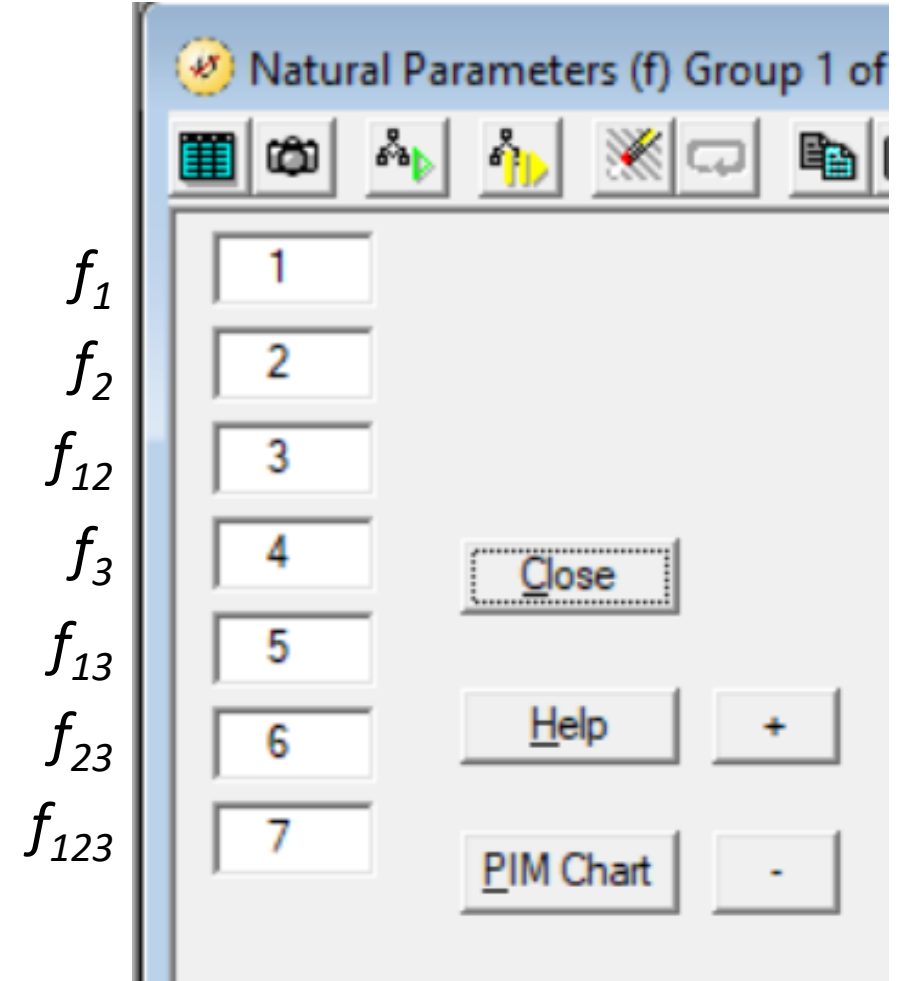 Natural Parameters (f) Group 1 of
f1 1
f2 2
f12 3
f3 4
Close
f13 5
f23 6
Help +
f123 7
PIM Chart -